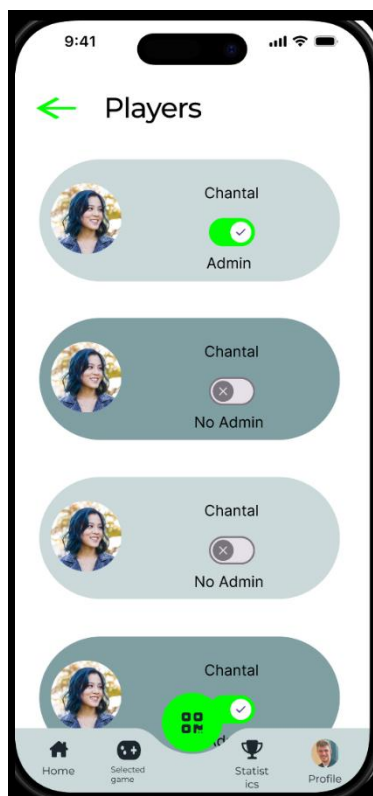 9:41
Players
Chantal
Admin
Chantal
No Admin
Chantal
No Admin
Chantal
Home
Selected
game
Statist
ics
Profile